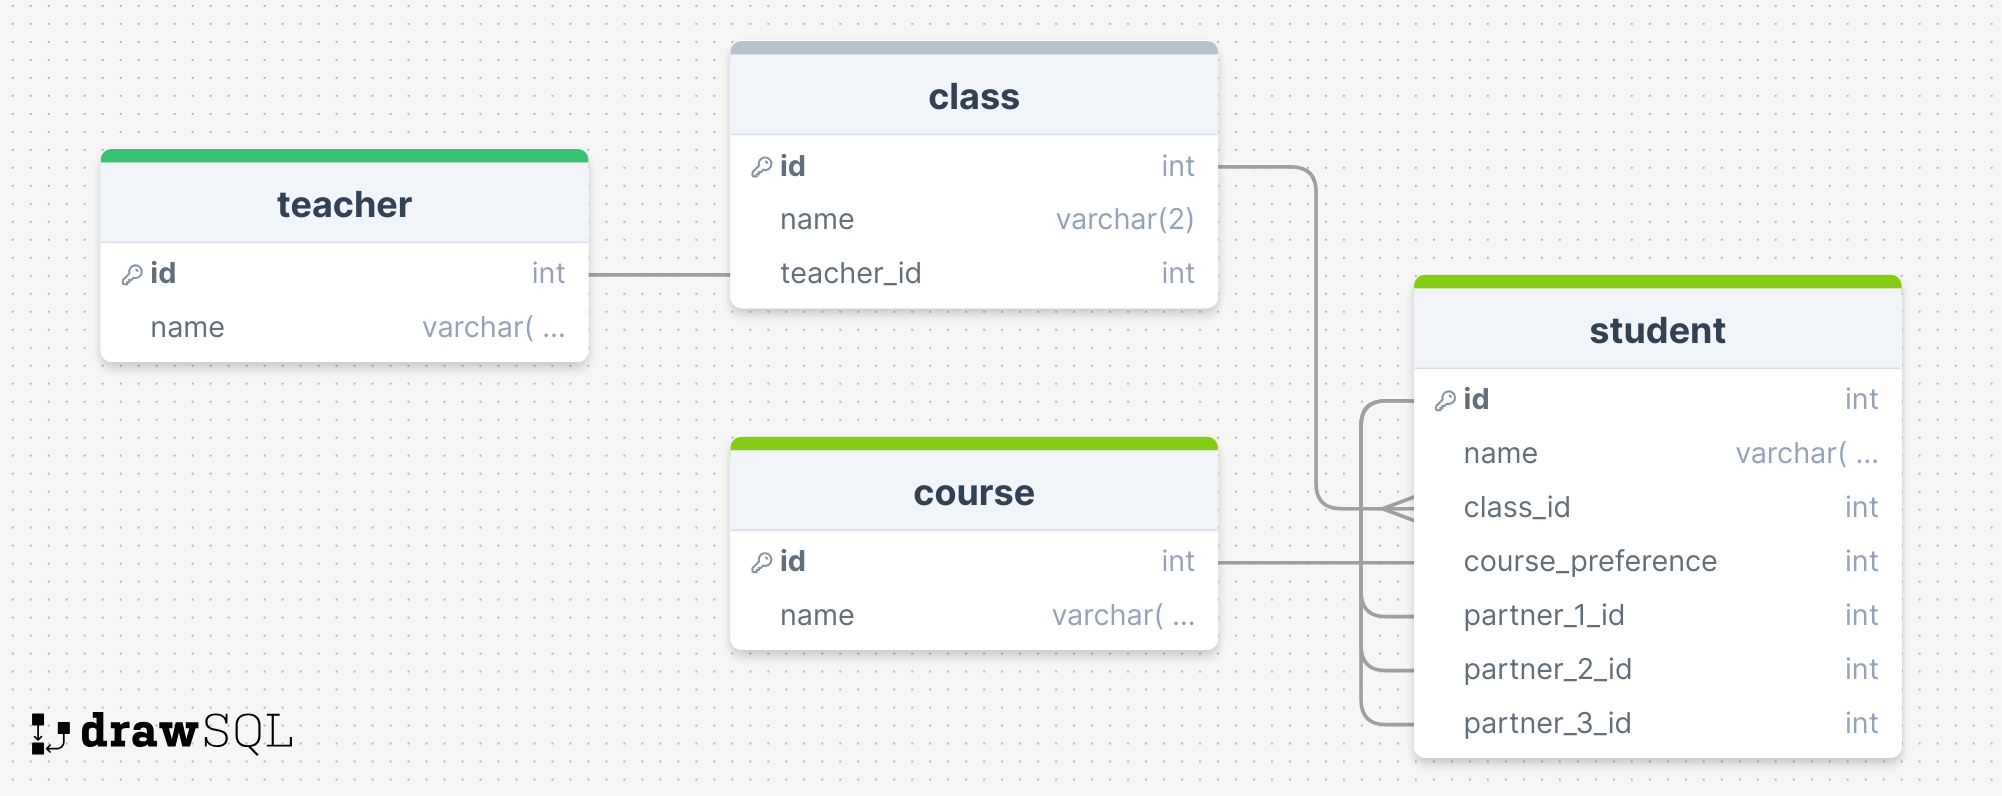 class
id int
name varchar(2)
teacher_id int
teacher
id int
name varchar( ...
student
id int
name varchar( ...
class_id int
course_preference int
partner_1_id int
partner_2_id int
partner_3_id int
course
id int
name varchar( ...
drawSQL